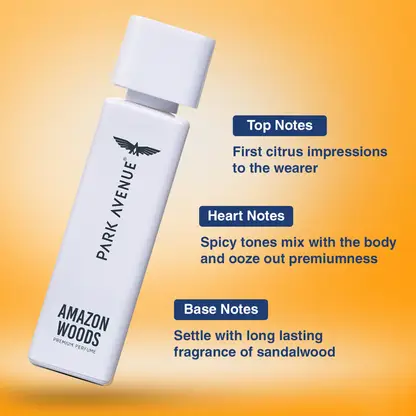 PARK AVENUE®
AMAZON
WOODS
PREMIUM PERFUME
Top Notes
First citrus impressions
to the wearer
Heart Notes
Spicy tones mix with the body
and ooze out premiumness
Base Notes
Settle with long lasting
fragrance of sandalwood